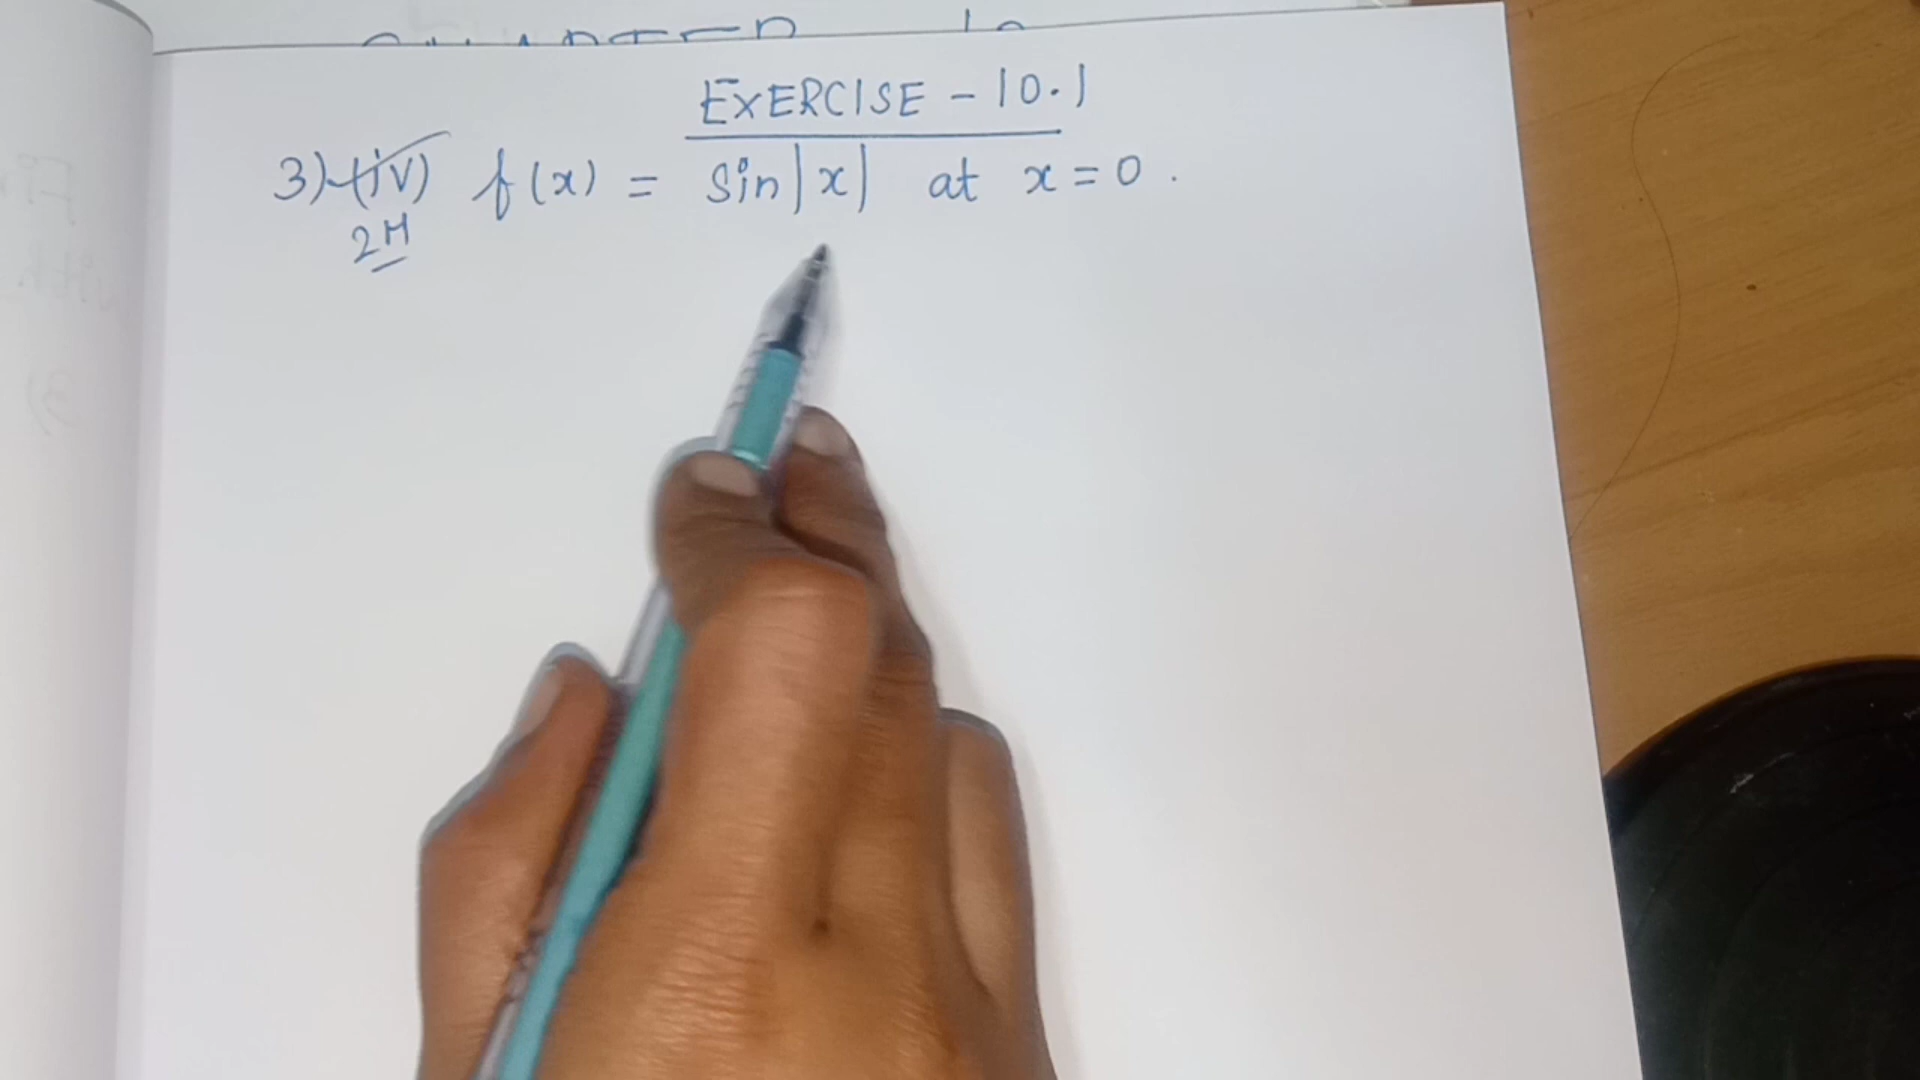 EXERCISE - 10.1
3) (iv) f(x) = sin|x| at x = 0.
2M